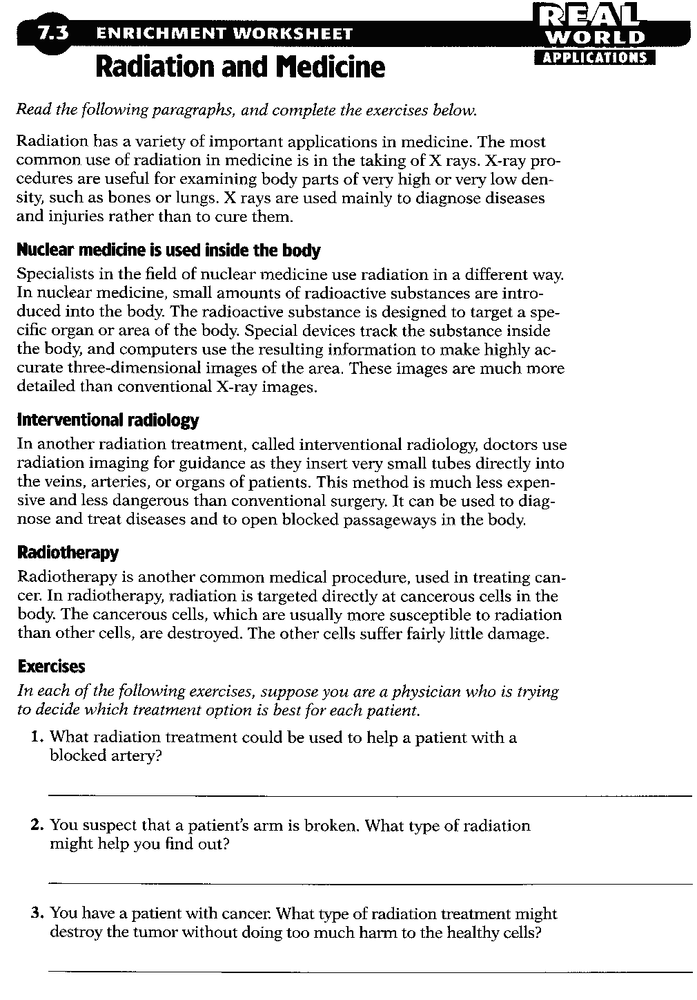 7.3 ENRICHMENT WORKSHEET
REAL
WORLD
APPLICATIONS
Radiation and Medicine
Read the following paragraphs, and complete the exercises below.
Radiation has a variety of important applications in medicine. The most
common use of radiation in medicine is in the taking of X rays. X-ray pro-
cedures are useful for examining body parts of very high or very low den-
sity, such as bones or lungs. X rays are used mainly to diagnose diseases
and injuries rather than to cure them.
Nuclear medicine is used inside the body
Specialists in the field of nuclear medicine use radiation in a different way.
In nuclear medicine, small amounts of radioactive substances are intro-
duced into the body. The radioactive substance is designed to target a spe-
cific organ or area of the body. Special devices track the substance inside
the body, and computers use the resulting information to make highly ac-
curate three-dimensional images of the area. These images are much more
detailed than conventional X-ray images.
Interventional radiology
In another radiation treatment, called interventional radiology, doctors use
radiation imaging for guidance as they insert very small tubes directly into
the veins, arteries, or organs of patients. This method is much less expen-
sive and less dangerous than conventional surgery. It can be used to diag-
nose and treat diseases and to open blocked passageways in the body.
Radiotherapy
Radiotherapy is another common medical procedure, used in treating can-
cer. In radiotherapy, radiation is targeted directly at cancerous cells in the
body. The cancerous cells, which are usually more susceptible to radiation
than other cells, are destroyed. The other cells suffer fairly little damage.
Exercises
In each of the following exercises, suppose you are a physician who is trying
to decide which treatment option is best for each patient.
1. What radiation treatment could be used to help a patient with a
blocked artery?
2. You suspect that a patient's arm is broken. What type of radiation
might help you find out?
3. You have a patient with cancer. What type of radiation treatment might
destroy the tumor without doing too much harm to the healthy cells?